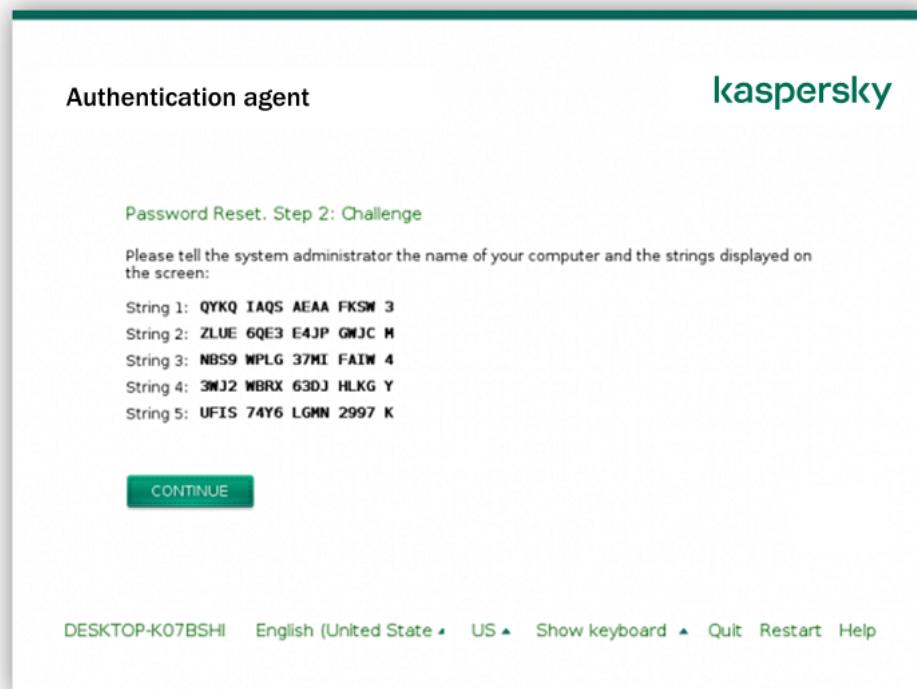 Authentication agent
kaspersky
Password Reset. Step 2: Challenge
Please tell the system administrator the name of your computer and the strings displayed on
the screen:
String 1: QYKQ IAQS AEAA FKSW 3
String 2: ZLUE 6QE3 E4JP GWJC M
String 3: NBS9 WPLG 37MI FAIW 4
String 4: 3WJ2 WBRX 63DJ HLKG Y
String 5: UFIS 74Y6 LGMN 2997 K
CONTINUE
DESKTOP-K07BSHI English (United State US Show keyboard Quit Restart Help